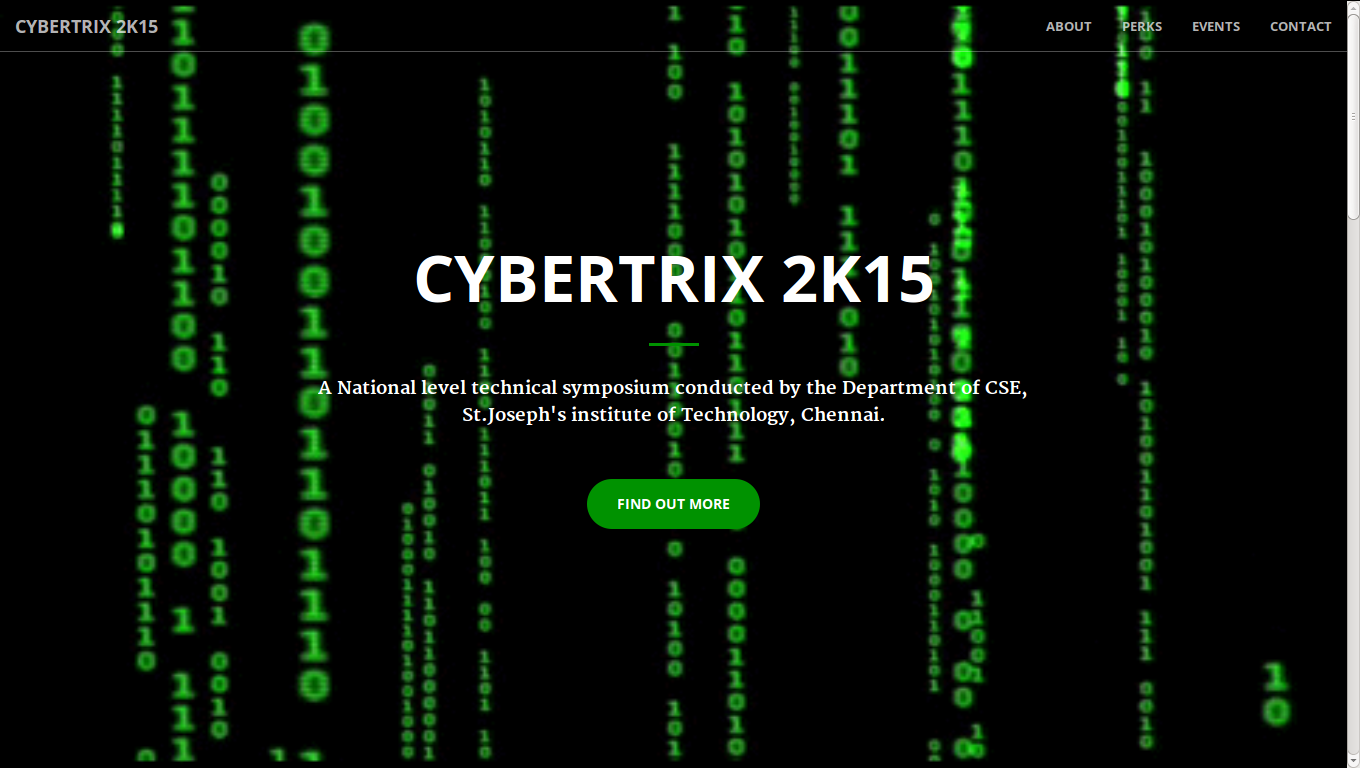 CYBERTRIX 2K15
ABOUT PERKS EVENTS CONTACT
CYBERTRIX 2K15
A National level technical symposium conducted by the Department of CSE,
St.Joseph's institute of Technology, Chennai.
FIND OUT MORE